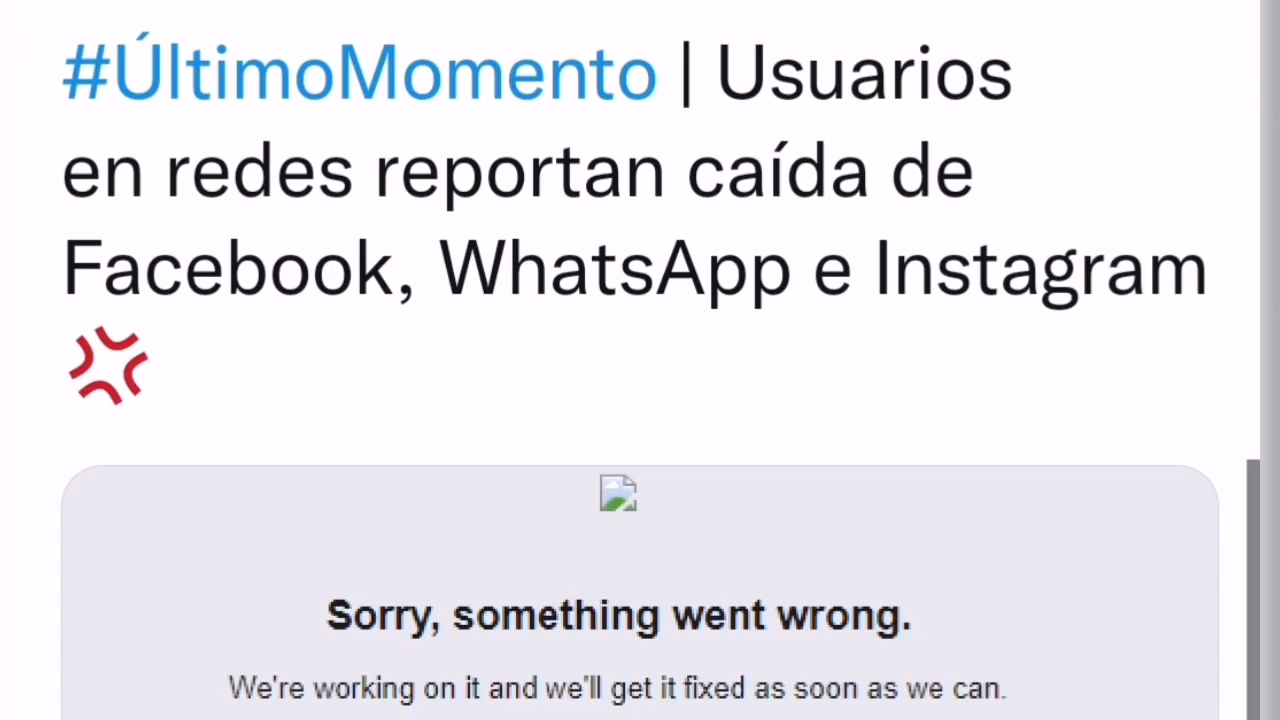 #ÚltimoMomento | Usuarios
en redes reportan caída de
Facebook, WhatsApp e Instagram
Sorry, something went wrong.
We're working on it and we'll get it fixed as soon as we can.